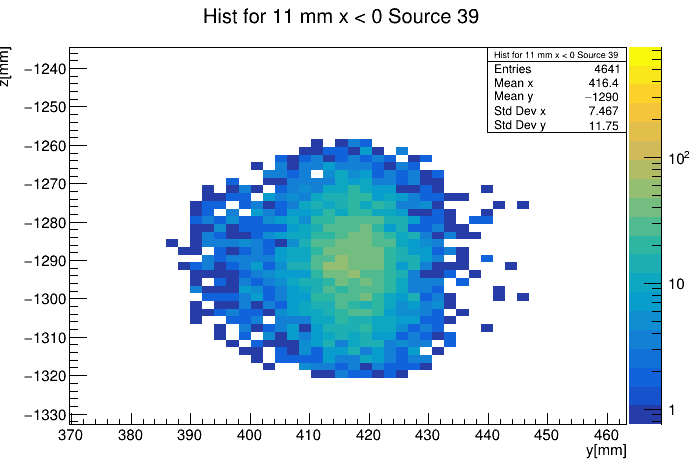 Hist for 11 mm x < 0 Source 39
z[mm]
Hist for 11 mm x < 0 Source 39
Entries 4641
Mean x 416.4
Mean y −1290
Std Dev x 7.467
Std Dev y 11.75
−1240
−1250
−1260
−1270
−1280
−1290
−1300
−1310
−1320
−1330
370 380 390 400 410 420 430 440 450 460
y[mm]
10²
10
1